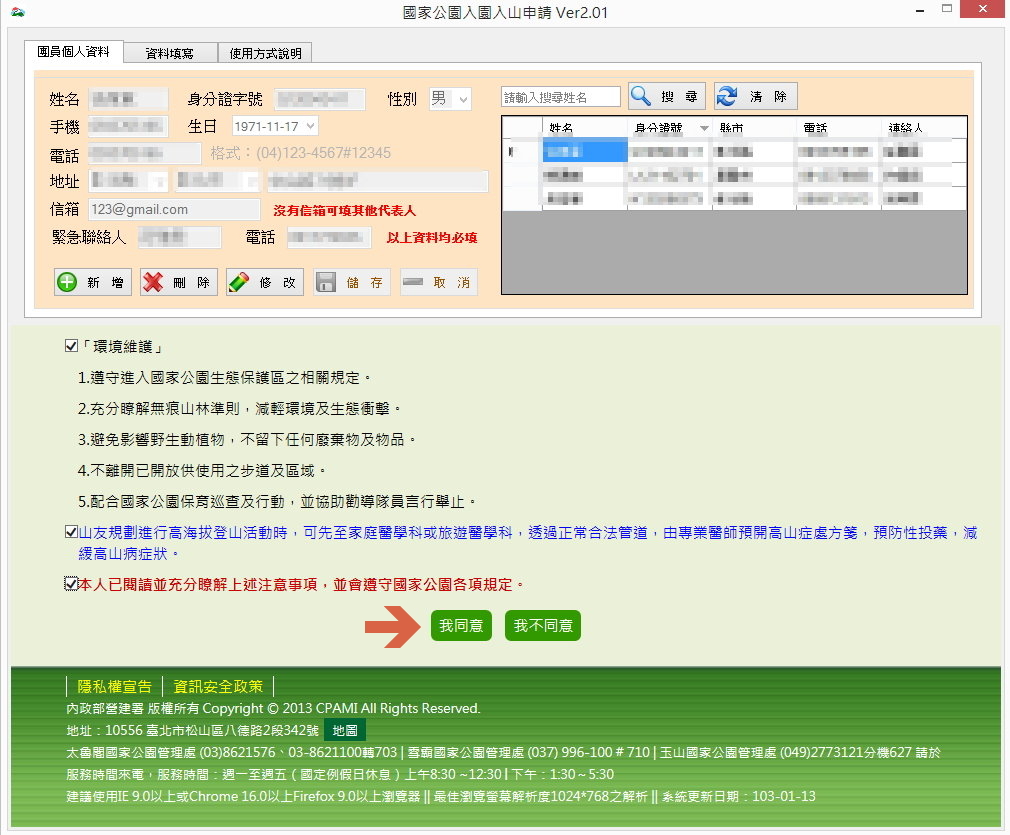 國家公園入園入山申請 Ver2.01
團員個人資料 資料填寫 使用方式說明
姓名 身分證字號 性別 男 請輸入搜尋姓名 搜 尋 清 除
手機 生日 1971-11-17
電話 格式：(04)123-4567#12345
地址
信箱 123@gmail.com 沒有信箱可填其他代表人
緊急聯絡人 電話 以上資料均必填
新 增 刪 除 修 改 儲 存 取 消
姓名 身分證號 縣市 電話 連絡人
「環境維護」
1.遵守進入國家公園生態保護區之相關規定。
2.充分瞭解無痕山林準則，減輕環境及生態衝擊。
3.避免影響野生動植物，不留下任何廢棄物及物品。
4.不離開已開放供使用之步道及區域。
5.配合國家公園保育巡查及行動，並協助勸導隊員言行舉止。
山友規劃進行高海拔登山活動時，可先至家庭醫學科或旅遊醫學科，透過正常合法管道，由專業醫師預開高山症處方箋，預防性投藥，減
緩高山病症狀。
本人已閱讀並充分瞭解上述注意事項，並會遵守國家公園各項規定。
我同意 我不同意
隱私權宣告 資訊安全政策
內政部營建署 版權所有 Copyright © 2013 CPAMI All Rights Reserved.
地址：10556 臺北市松山區八德路2段342號 地圖
太魯閣國家公園管理處 (03)8621576、03-8621100轉703 | 雪霸國家公園管理處 (037) 996-100 # 710 | 玉山國家公園管理處 (049)2773121分機627 請於
服務時間來電，服務時間：週一至週五（國定例假日休息）上午8:30 ~12:30 | 下午：1:30～5:30
建議使用IE 9.0以上或Chrome 16.0以上Firefox 9.0以上瀏覽器 || 最佳瀏覽螢幕解析度1024*768之解析 || 系統更新日期：103-01-13